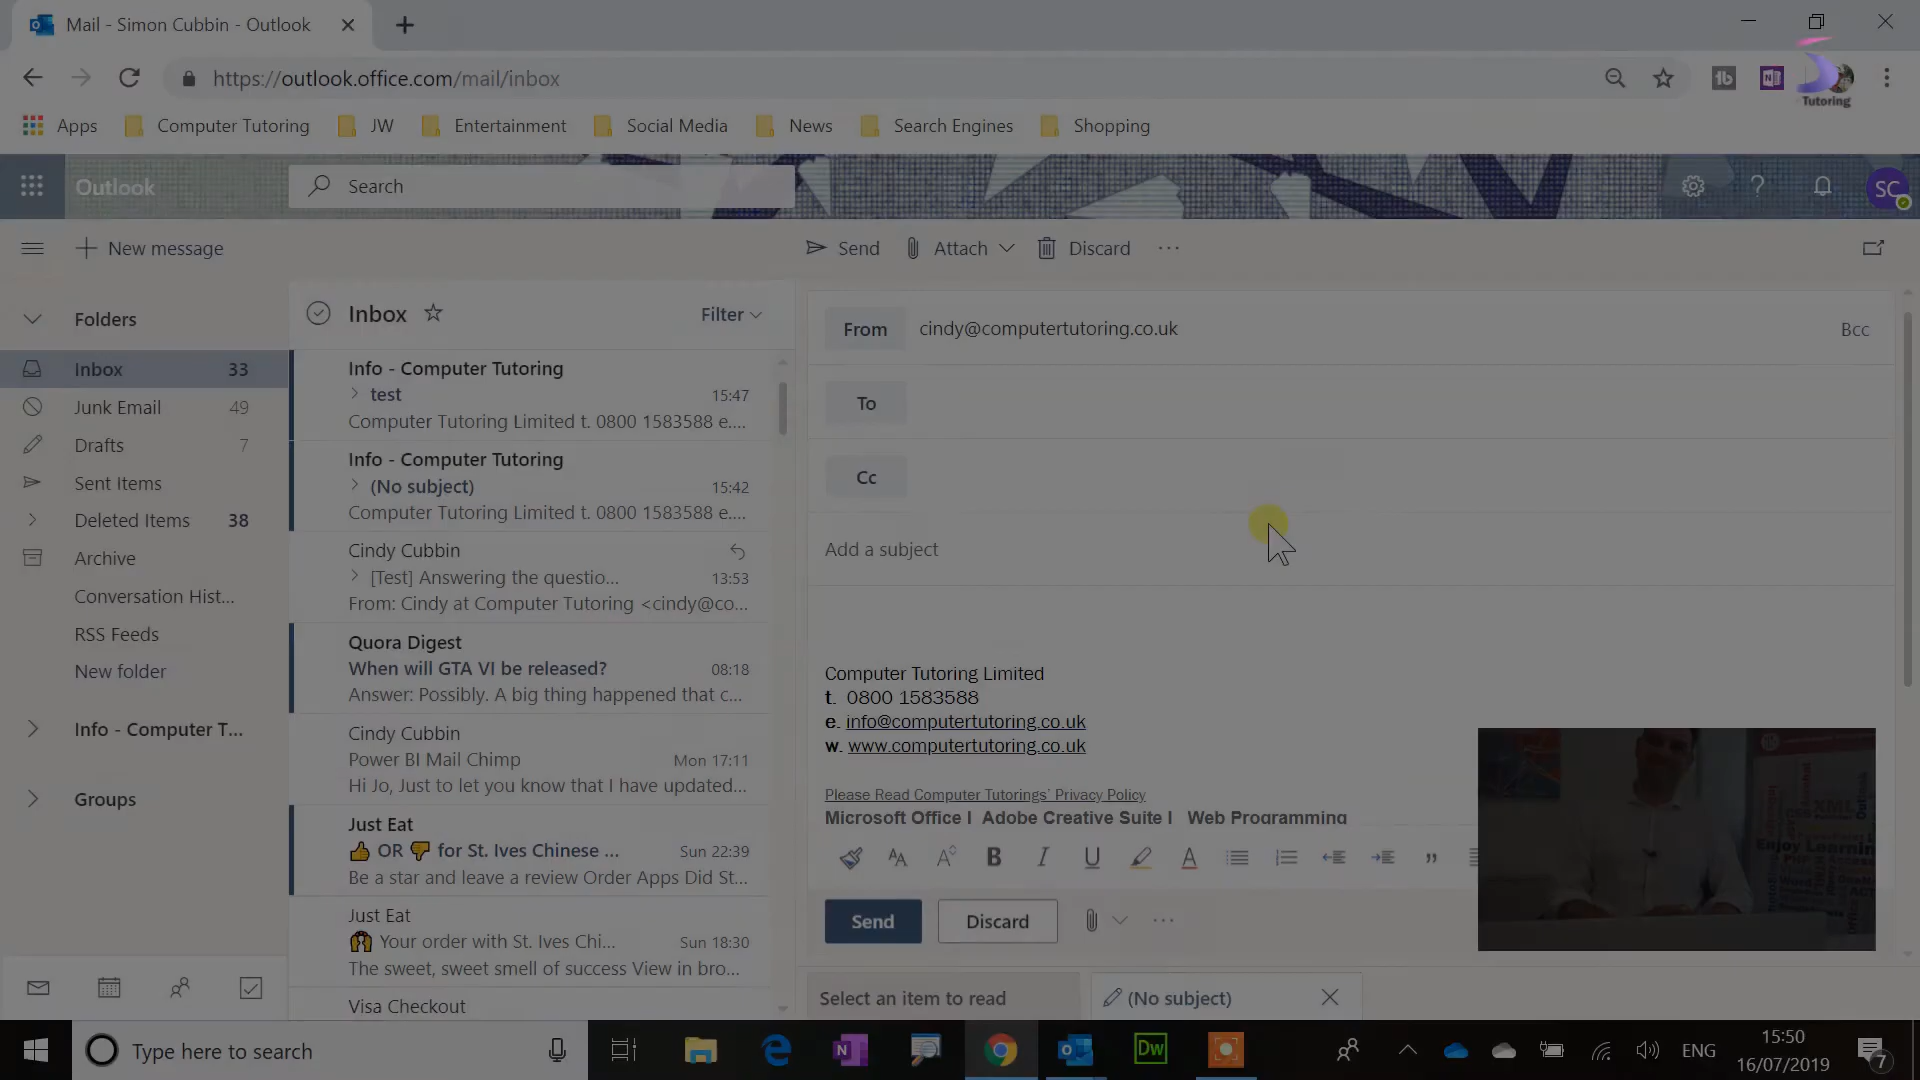 Mail - Simon Cubbin - Outlook
https://outlook.office.com/mail/inbox
Tutoring
Apps
Computer Tutoring
JW
Entertainment
Social Media
News
Search Engines
Shopping
Outlook
Search
SC
New message
Send
Attach
Discard
Folders
Inbox 33
Junk Email 49
Drafts 7
Sent Items
Deleted Items 38
Archive
Conversation Hist...
RSS Feeds
New folder
Info - Computer T...
Groups
Inbox
Filter
Info - Computer Tutoring
test 15:47
Computer Tutoring Limited t. 0800 1583588 e....
Info - Computer Tutoring
(No subject) 15:42
Computer Tutoring Limited t. 0800 1583588 e....
Cindy Cubbin
[Test] Answering the questio... 13:53
From: Cindy at Computer Tutoring <cindy@co...
Quora Digest
When will GTA VI be released? 08:18
Answer: Possibly. A big thing happened that c...
Cindy Cubbin
Power BI Mail Chimp Mon 17:11
Hi Jo, Just to let you know that I have updated...
Just Eat
👍 OR 👎 for St. Ives Chinese ... Sun 22:39
Be a star and leave a review Order Apps Did St...
Just Eat
🙌 Your order with St. Ives Chi... Sun 18:30
The sweet, sweet smell of success View in bro...
Visa Checkout
From cindy@computertutoring.co.uk Bcc
To
Cc
Add a subject
Computer Tutoring Limited
t. 0800 1583588
e. info@computertutoring.co.uk
w. www.computertutoring.co.uk
Please Read Computer Tutorings' Privacy Policy
Microsoft Office I Adobe Creative Suite I Web Programming
Send
Discard
Select an item to read
(No subject)
XML
Enjoy Learning
PHP
Access
Word
Type here to search
Dw
ENG
15:50
16/07/2019
7